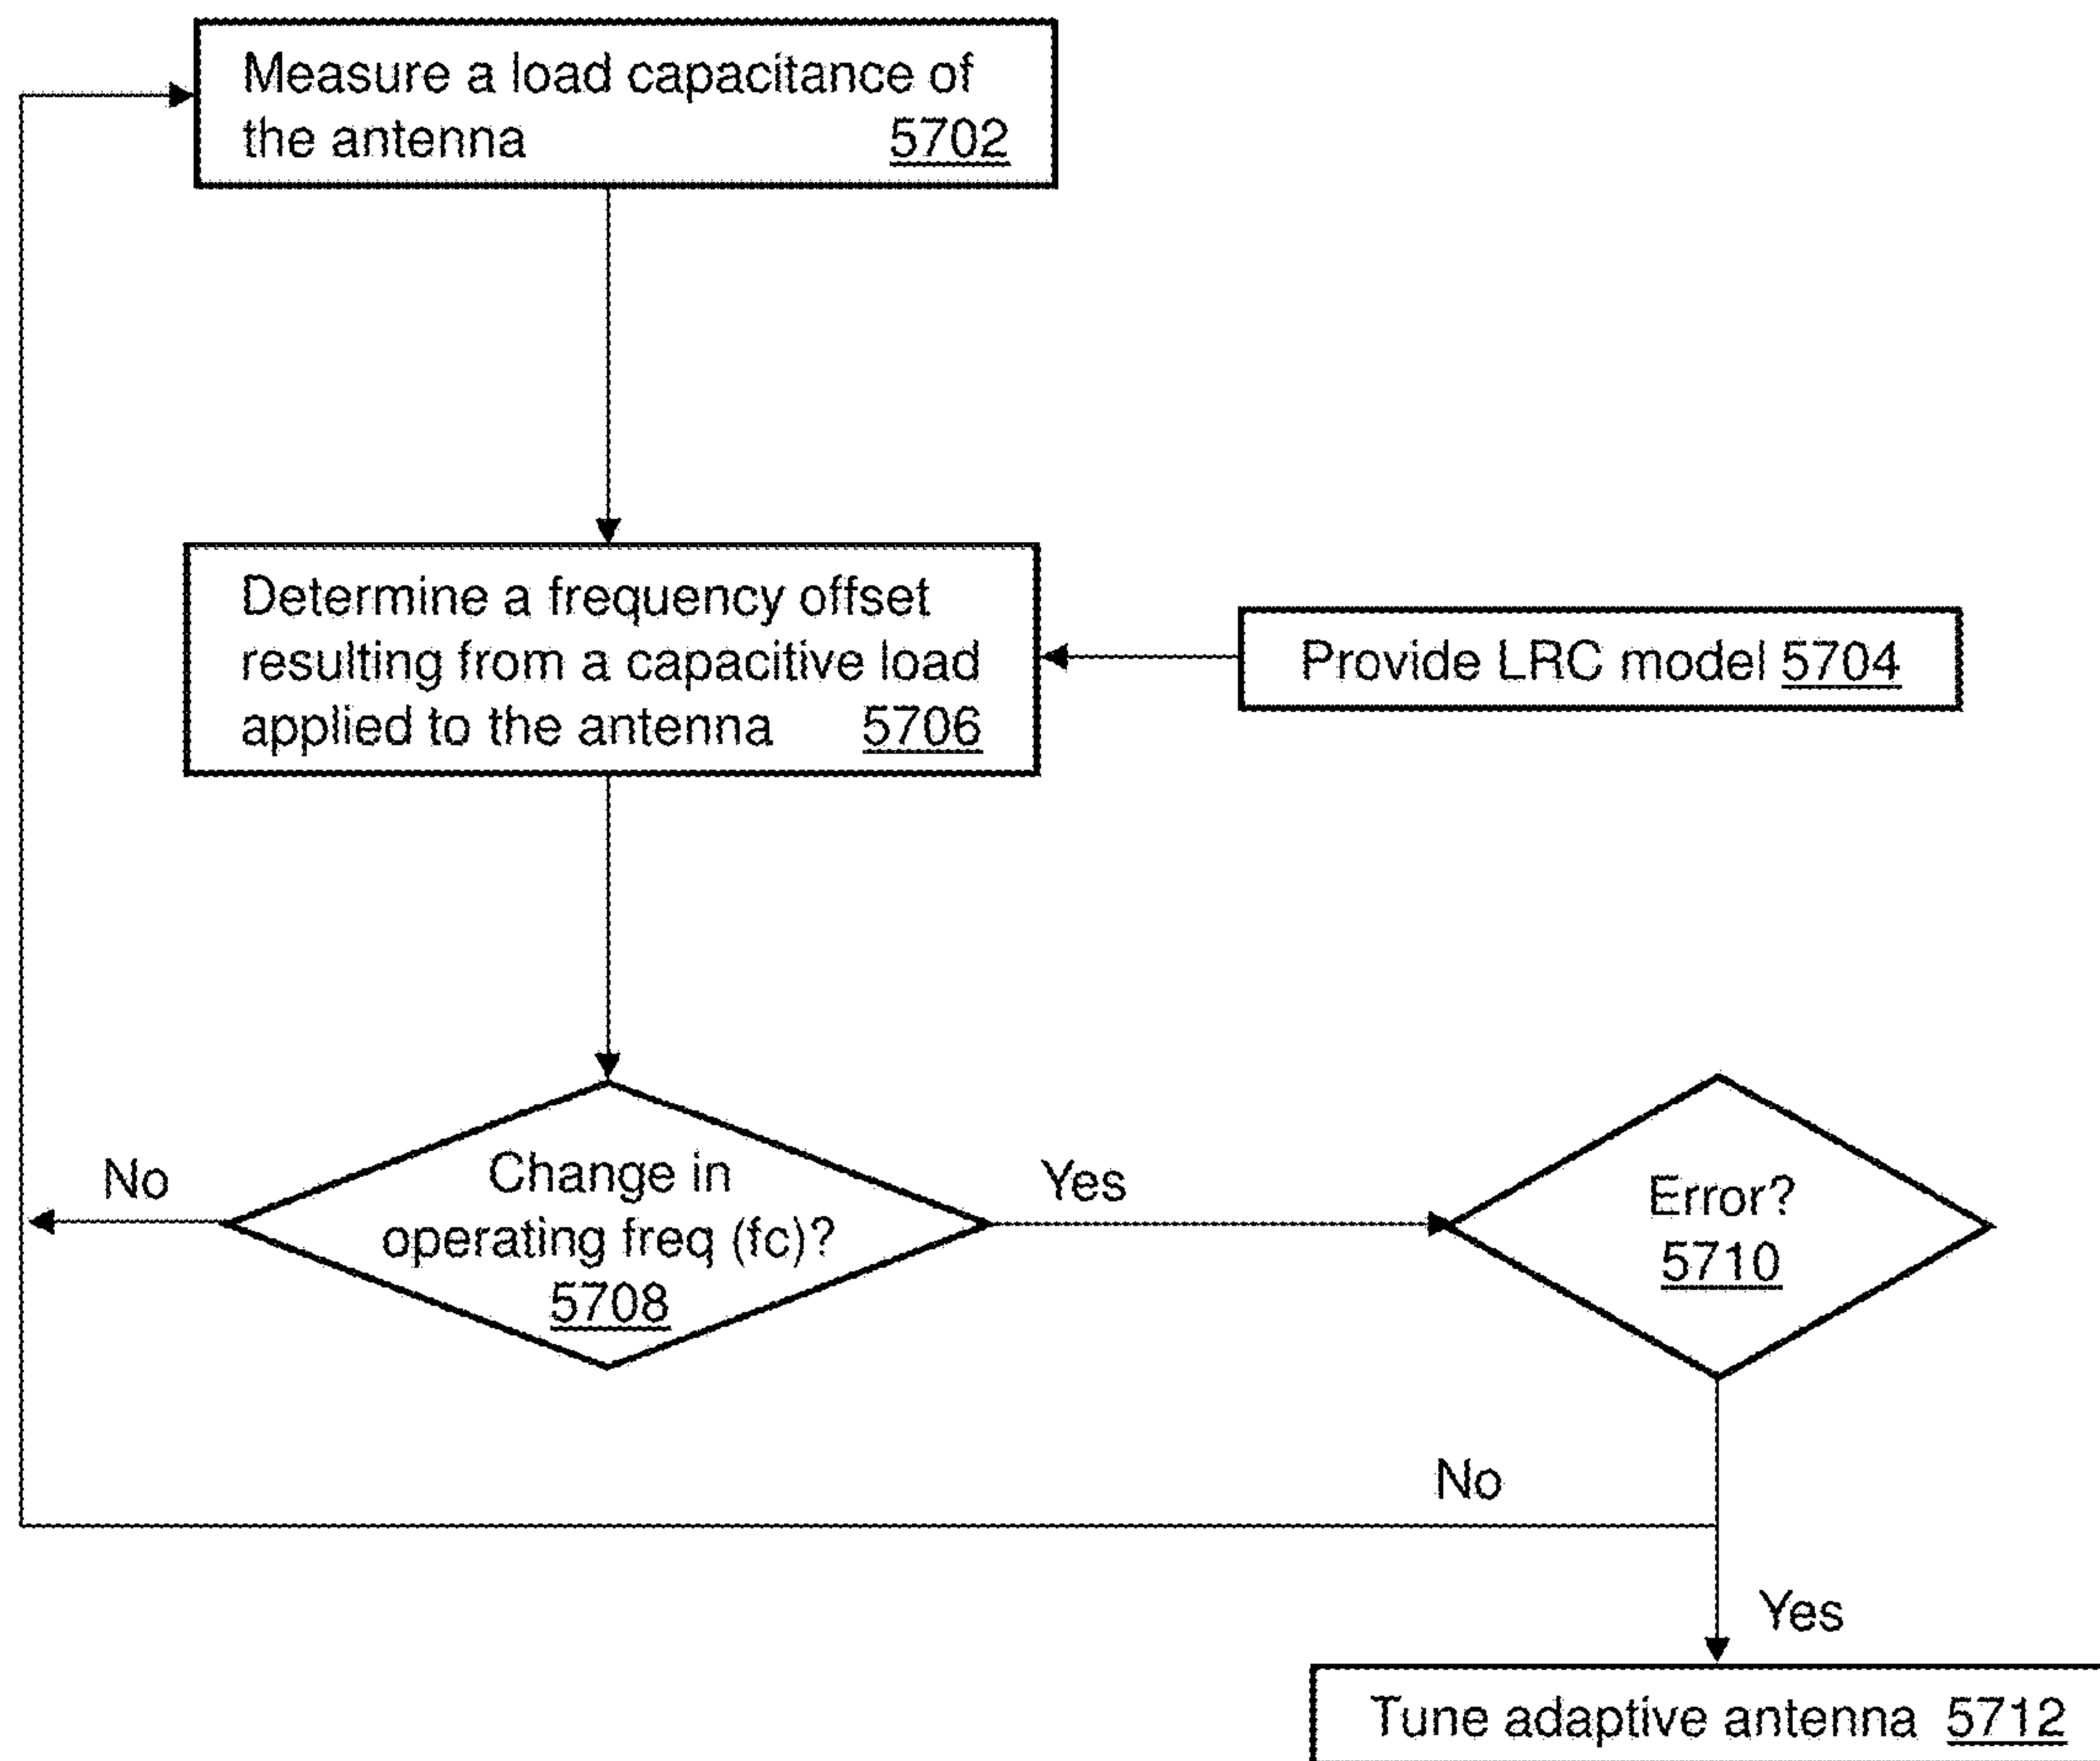 Measure a load capacitance of
the antenna 5702
Determine a frequency offset
resulting from a capacitive load
applied to the antenna 5706
Provide LRC model 5704
Change in
operating freq (fc)?
5708
No
Yes
Error?
5710
No
Yes
Tune adaptive antenna 5712